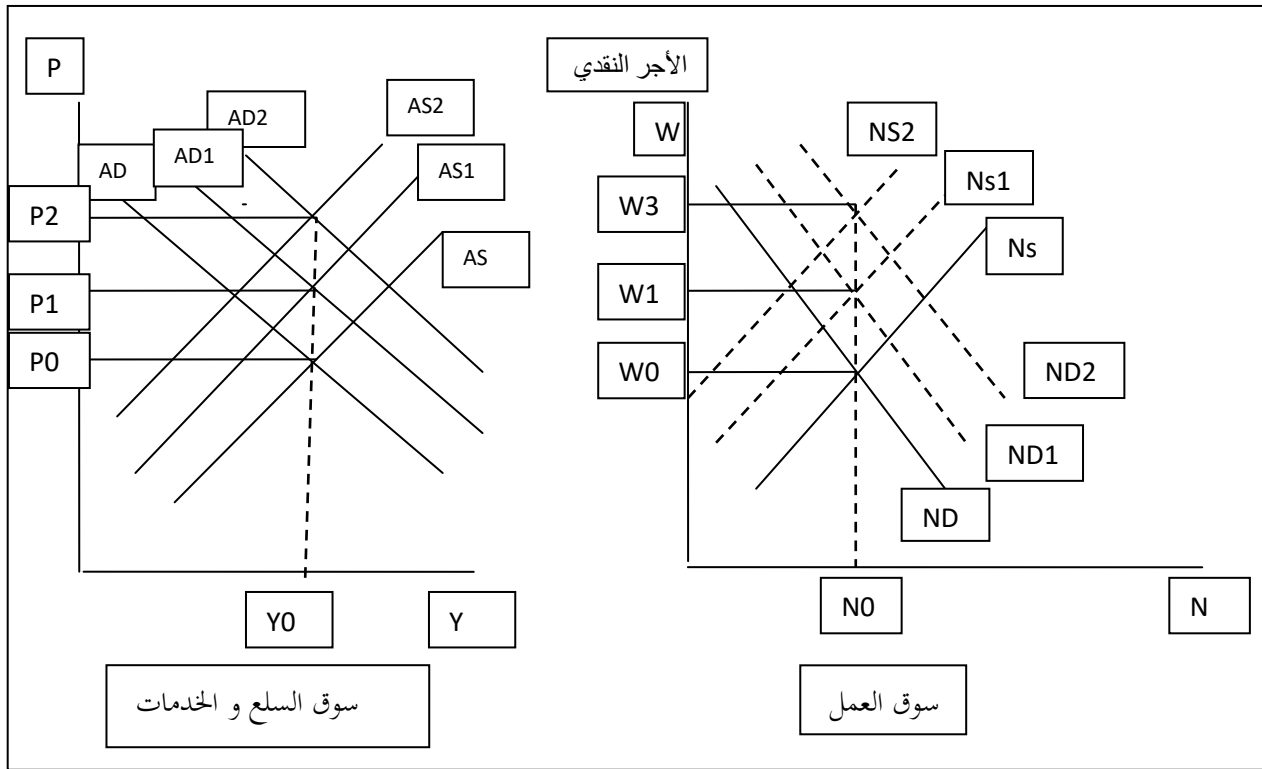 P
AD2
AS2
AD1
AD
AS1
P2
AS
P1
P0
Y0
Y
سوق السلع و الخدمات
الأجر النقدي
W
NS2
Ns1
W3
Ns
W1
W0
ND2
ND1
ND
N0
N
سوق العمل